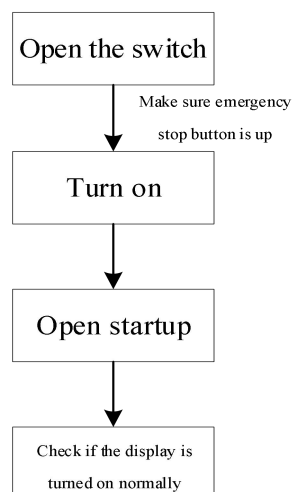 Open the switch
Make sure emergency
stop button is up
Turn on
Open startup
Check if the display is
turned on normally